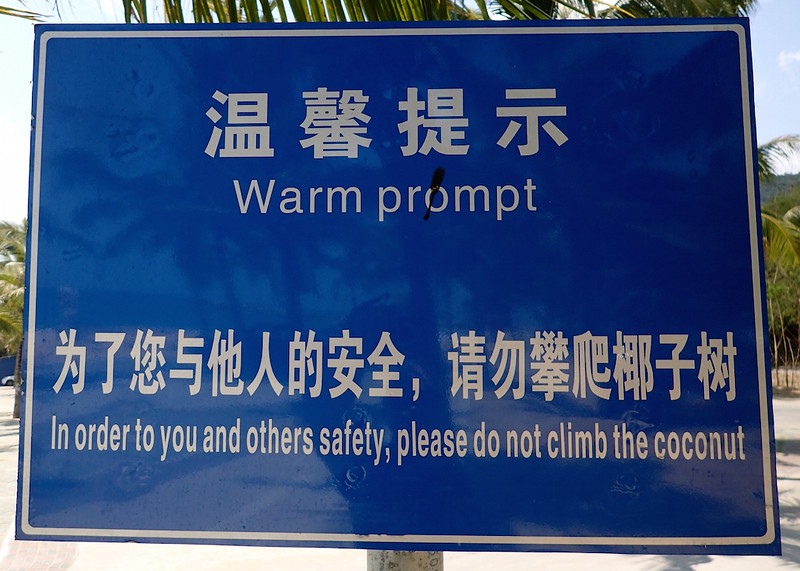 温馨提示
Warm prompt
为了您与他人的安全，请勿攀爬椰子树
In order to you and others safety, please do not climb the coconut